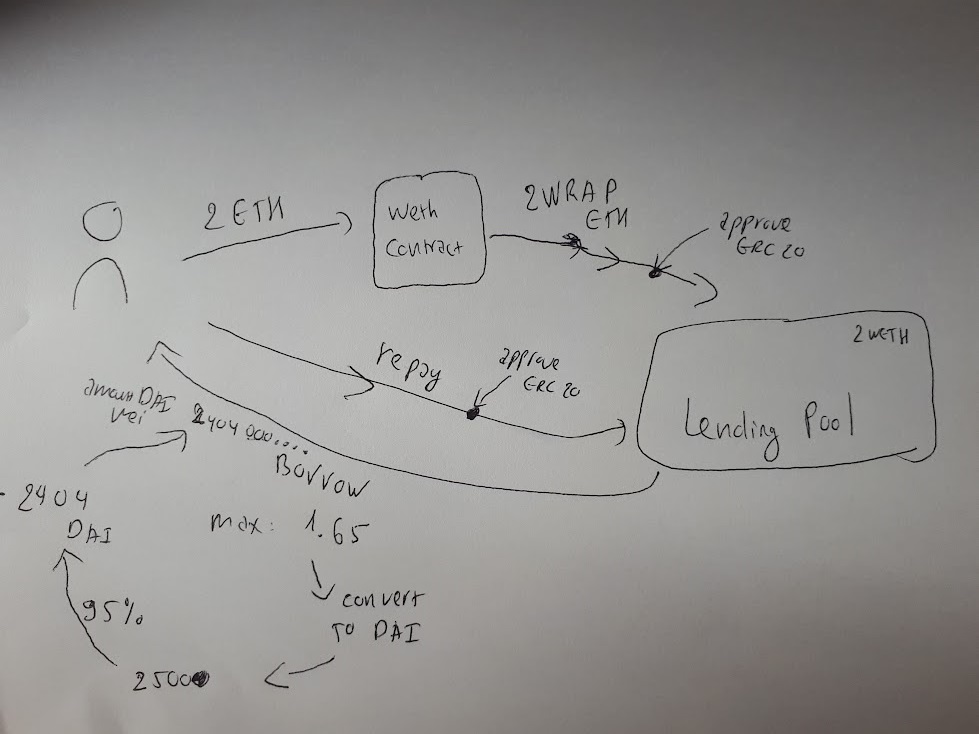 2 ETH
Weth
Contract
2WRAP
ETH
approve
ERC 20
2 WETH
Lending Pool
repay
approve
ERC 20
amoun DAI
wei
2404 000....
Borrow
2404
DAI
max: 1.65
convert
TO DAI
95%
2500